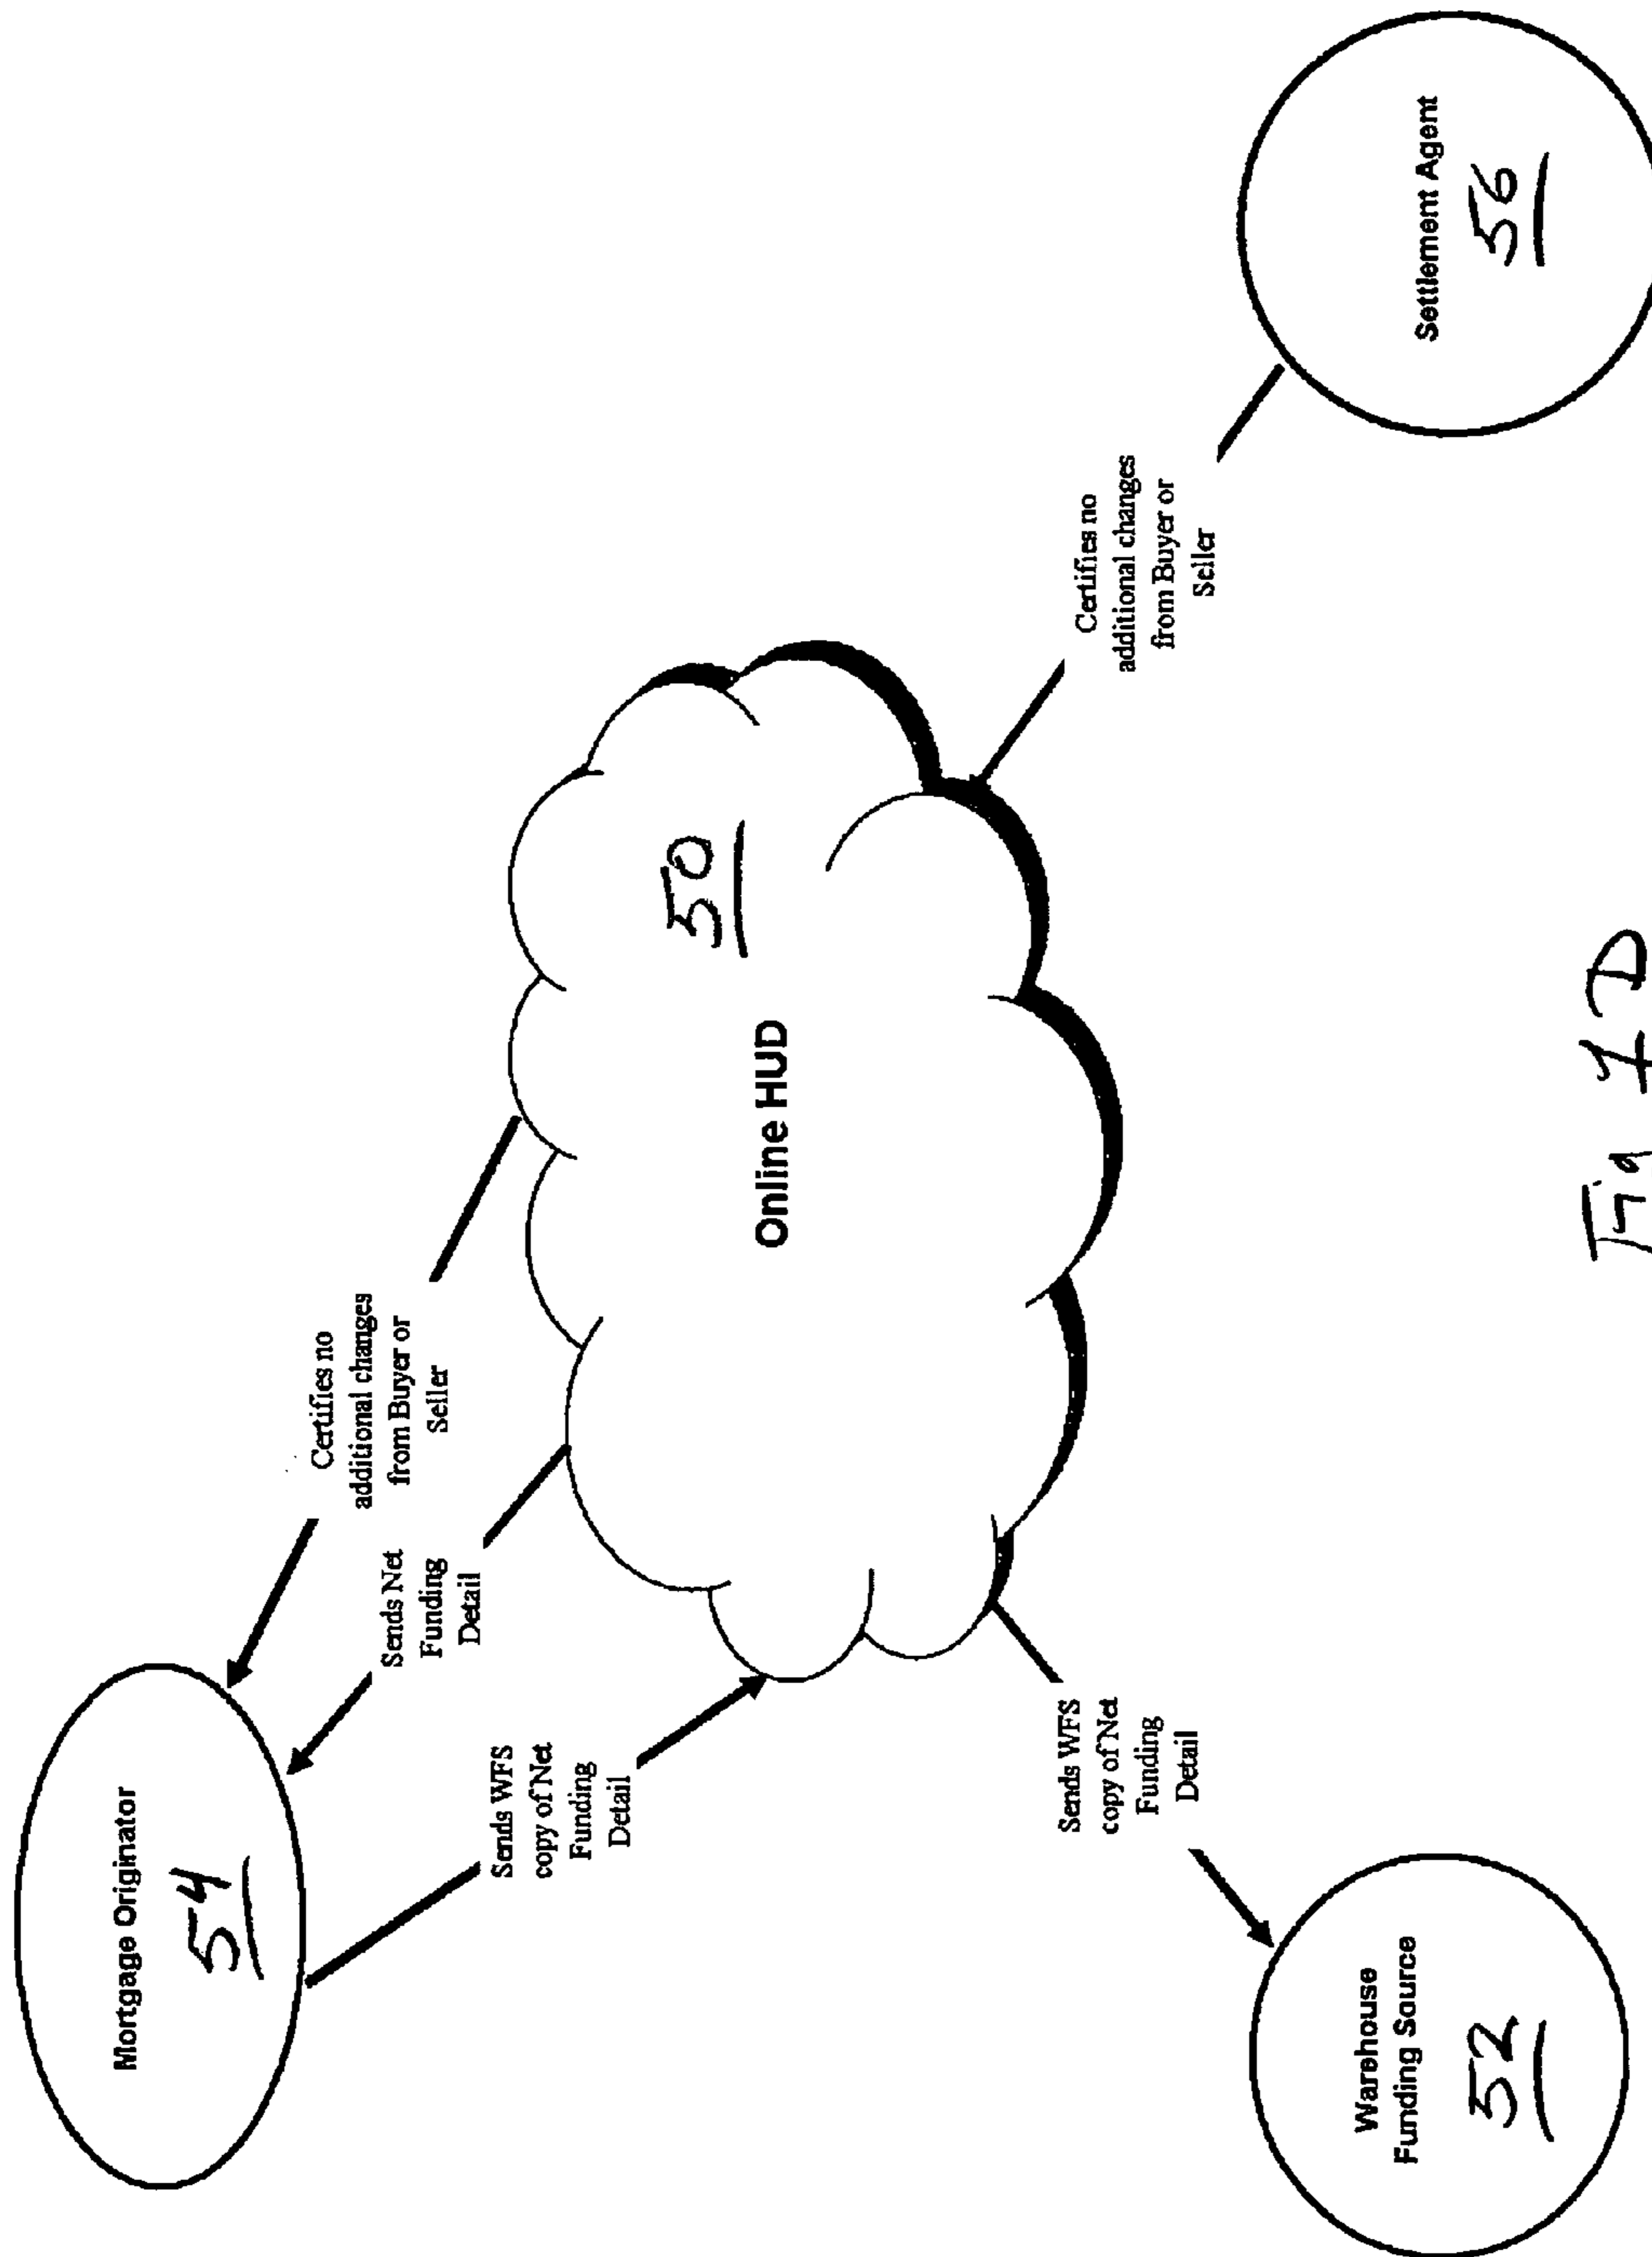 Mortgage Originator
54
Certifies no
additional changes
from Buyer or
Seller
Sends Net
Funding
Detail
Sends WFS
copy of Net
Funding
Detail
Online HUD
50
Sends WFS
copy of Net
Funding
Detail
Certifies no
additional changes
from Buyer or
Seller
Warehouse
Funding Source
52
Settlement Agent
56
Fig 1D